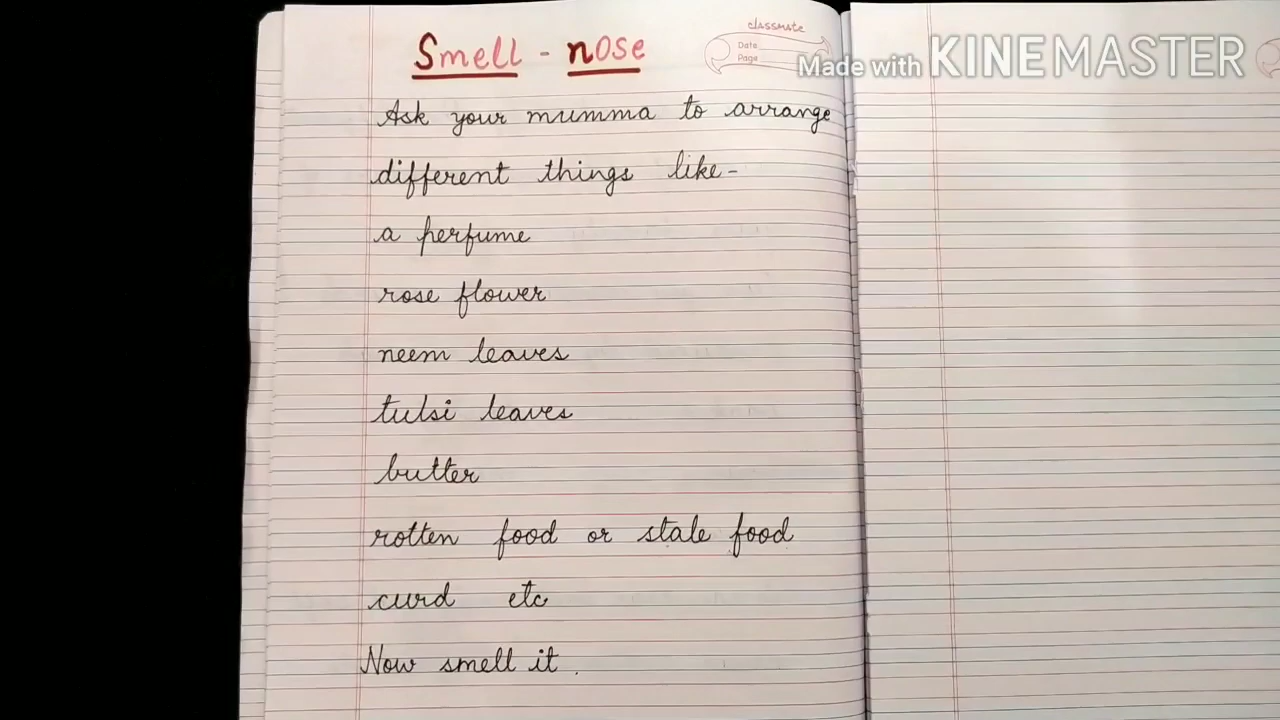 Smell - nose
classmate
Date
Page
Made with KINEMASTER
Ask your mumma to arrange
different things like-
a perfume
rose flower
neem leaves
tulsi leaves
butter
rotten food or stale food
curd etc
Now smell it.